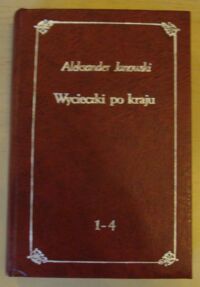 Aleksander Janowski
Wycieczki po kraju
1-4